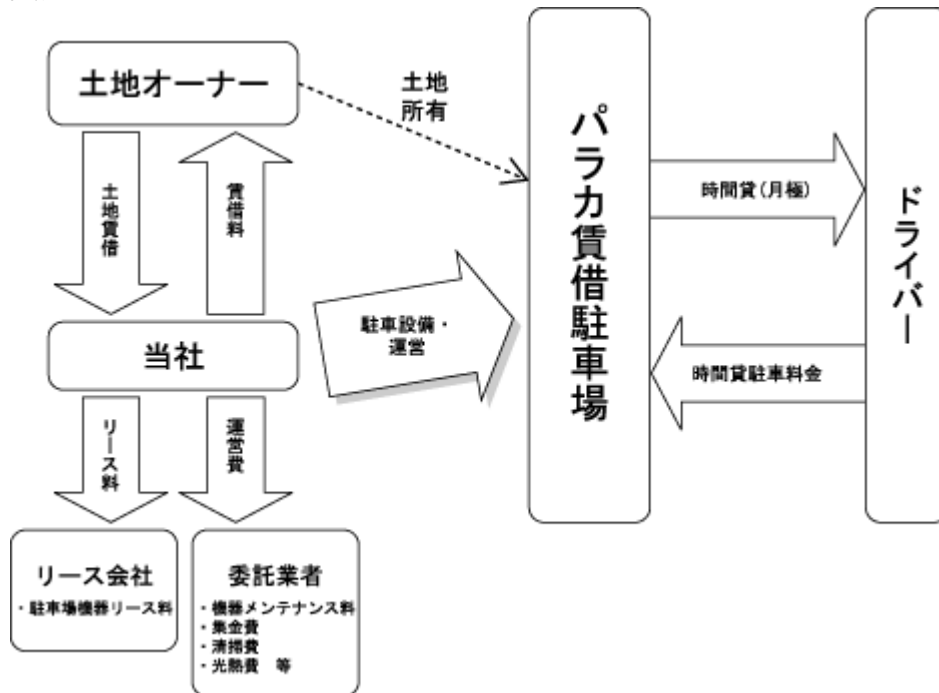 土地オーナー
土地
所有
土地賃借
賃借料
当社
駐車設備・
運営
パラカ賃借駐車場
時間貸(月極)
時間貸駐車料金
ドライバー
リース料
運営費
リース会社
・駐車場機器リース料
委託業者
・機器メンテナンス料
・集金費
・清掃費
・光熱費 等